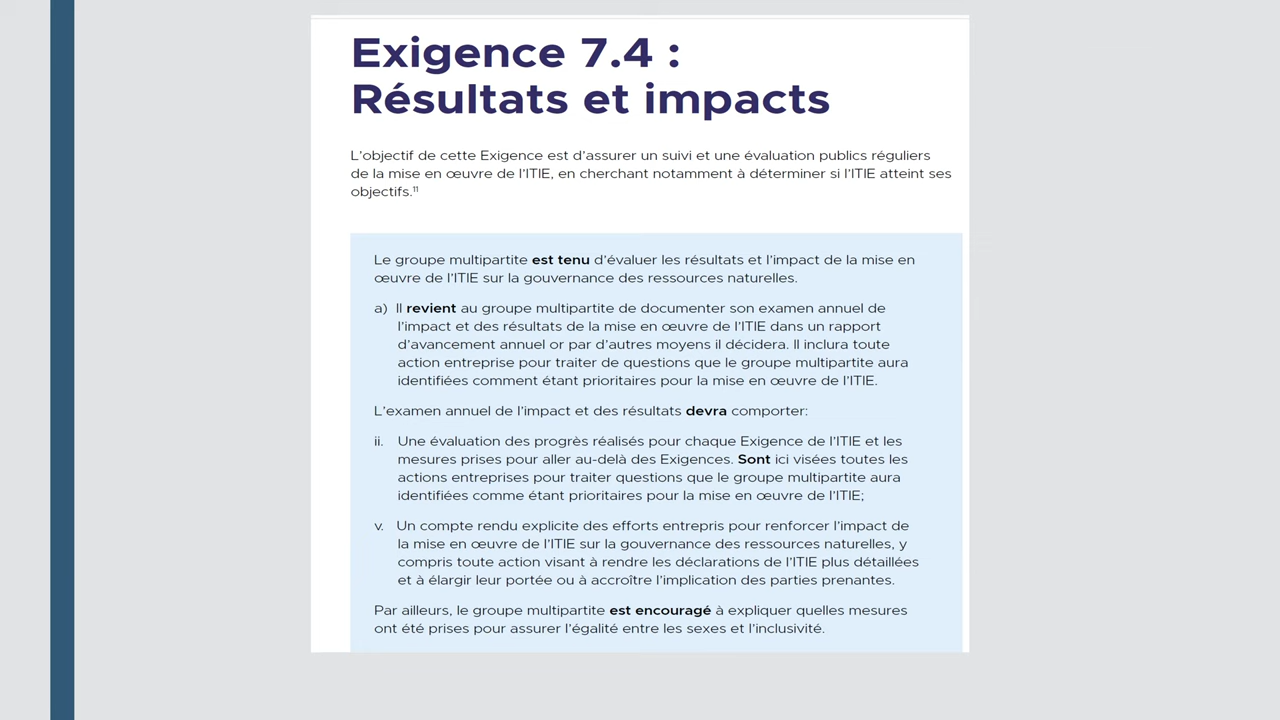 Exigence 7.4 :
Résultats et impacts
L'objectif de cette Exigence est d'assurer un suivi et une évaluation publics réguliers
de la mise en œuvre de l'ITIE, en cherchant notamment à déterminer si l'ITIE atteint ses
objectifs.¹¹
Le groupe multipartite est tenu d'évaluer les résultats et l'impact de la mise en
œuvre de l'ITIE sur la gouvernance des ressources naturelles.
a) Il revient au groupe multipartite de documenter son examen annuel de
l'impact et des résultats de la mise en œuvre de l'ITIE dans un rapport
d'avancement annuel or par d'autres moyens il décidera. Il inclura toute
action entreprise pour traiter de questions que le groupe multipartite aura
identifiées comment étant prioritaires pour la mise en œuvre de l'ITIE.
L'examen annuel de l'impact et des résultats devra comporter:
ii. Une évaluation des progrès réalisés pour chaque Exigence de l'ITIE et les
mesures prises pour aller au-delà des Exigences. Sont ici visées toutes les
actions entreprises pour traiter questions que le groupe multipartite aura
identifiées comme étant prioritaires pour la mise en œuvre de l'ITIE;
v. Un compte rendu explicite des efforts entrepris pour renforcer l'impact de
la mise en œuvre de l'ITIE sur la gouvernance des ressources naturelles, y
compris toute action visant à rendre les déclarations de l'ITIE plus détaillées
et à élargir leur portée ou à accroître l'implication des parties prenantes.
Par ailleurs, le groupe multipartite est encouragé à expliquer quelles mesures
ont été prises pour assurer l'égalité entre les sexes et l'inclusivité.